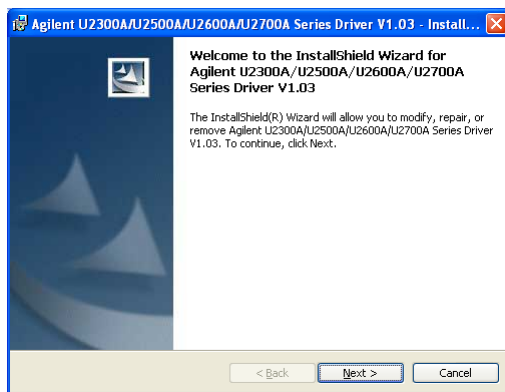 Agilent U2300A/U2500A/U2600A/U2700A Series Driver V1.03 - Install...
Welcome to the InstallShield Wizard for
Agilent U2300A/U2500A/U2600A/U2700A
Series Driver V1.03
The InstallShield(R) Wizard will allow you to modify, repair, or
remove Agilent U2300A/U2500A/U2600A/U2700A Series Driver
V1.03. To continue, click Next.
< Back
Next >
Cancel